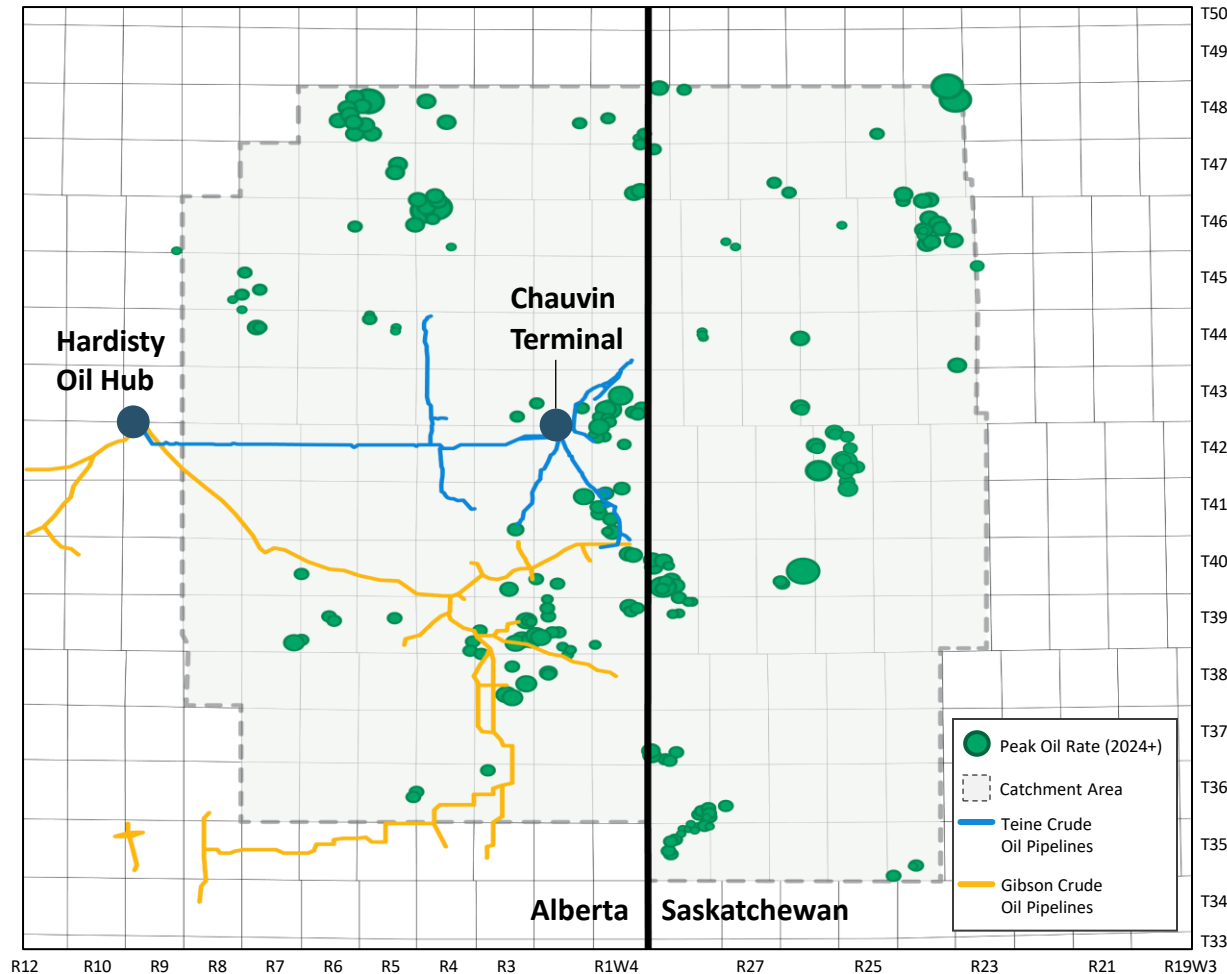 T50
T49
T48
T47
T46
T45
Chauvin
Terminal
Hardisty
Oil Hub
T44
T43
T42
T41
T40
T39
T38
T37
Peak Oil Rate (2024+)
Catchment Area
Teine Crude
Oil Pipelines
Gibson Crude
Oil Pipelines
T36
T35
T34
T33
Alberta
Saskatchewan
R12 R10 R9 R8 R7 R6 R5 R4 R3 R1W4 R27 R25 R23 R21 R19W3